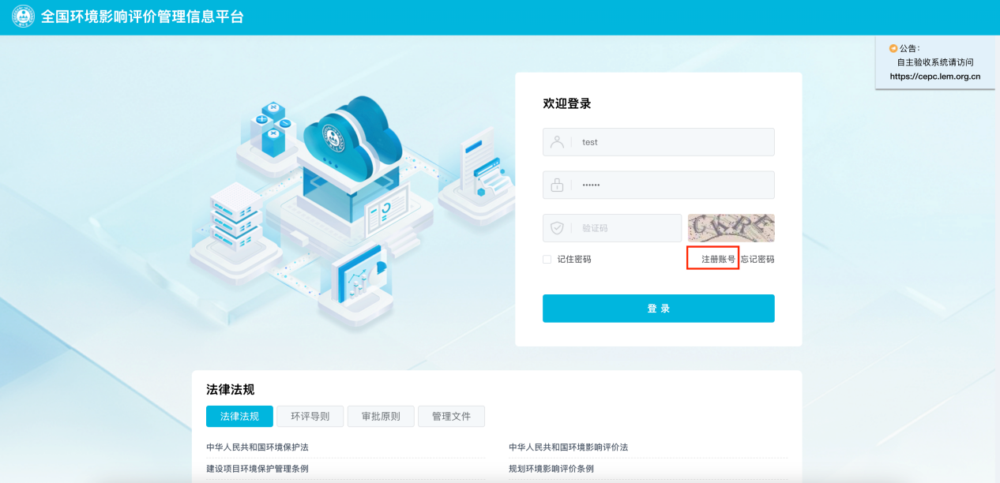 全国环境影响评价管理信息平台
公告：
自主验收系统请访问
https://cepc.lem.org.cn
欢迎登录
test
••••••
验证码
记住密码
注册账号 忘记密码
登 录
法律法规
法律法规 环评导则 审批原则 管理文件
中华人民共和国环境保护法 中华人民共和国环境影响评价法
建设项目环境保护管理条例 规划环境影响评价条例